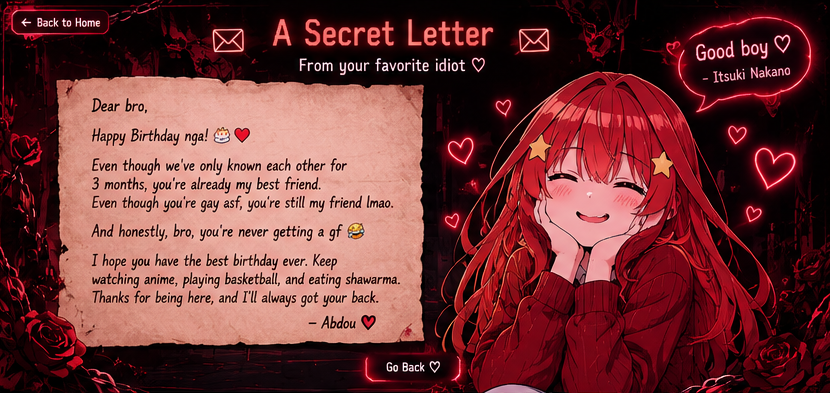 ← Back to Home
A Secret Letter
From your favorite idiot ♡
Good boy ♡
– Itsuki Nakano
Dear bro,
Happy Birthday nga! 🎂 ❤️
Even though we've only known each other for
3 months, you're already my best friend.
Even though you're gay asf, you're still my friend lmao.
And honestly, bro, you're never getting a gf 😂
I hope you have the best birthday ever. Keep
watching anime, playing basketball, and eating shawarma.
Thanks for being here, and I'll always got your back.
– Abdou ❤️
Go Back ♡